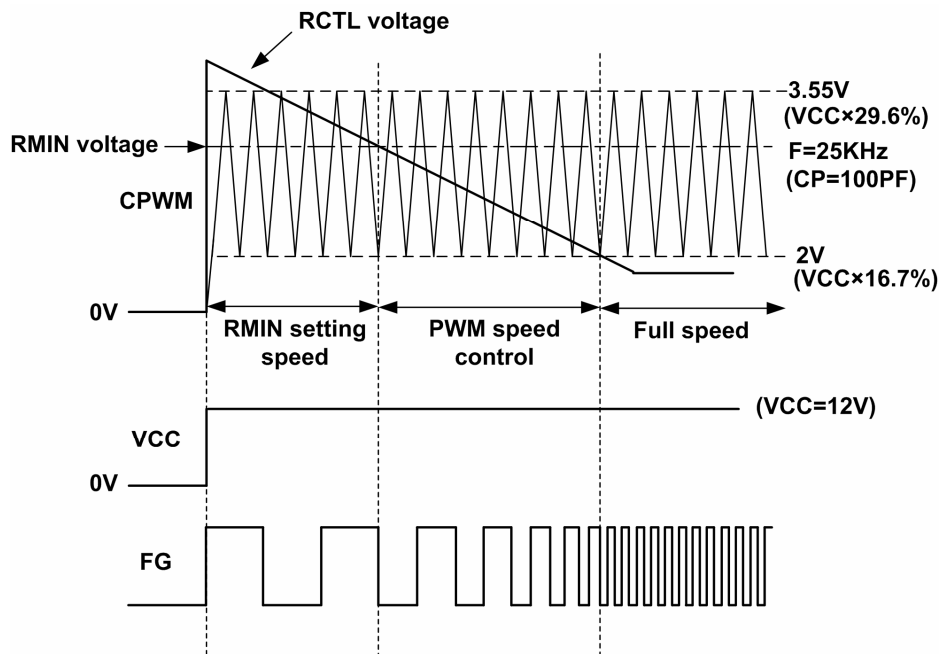 RCTL voltage
3.55V
(VCC×29.6%)
RMIN voltage
F=25KHz
(CP=100PF)
CPWM
2V
(VCC×16.7%)
0V
RMIN setting
speed
PWM speed
control
Full speed
(VCC=12V)
VCC
0V
FG